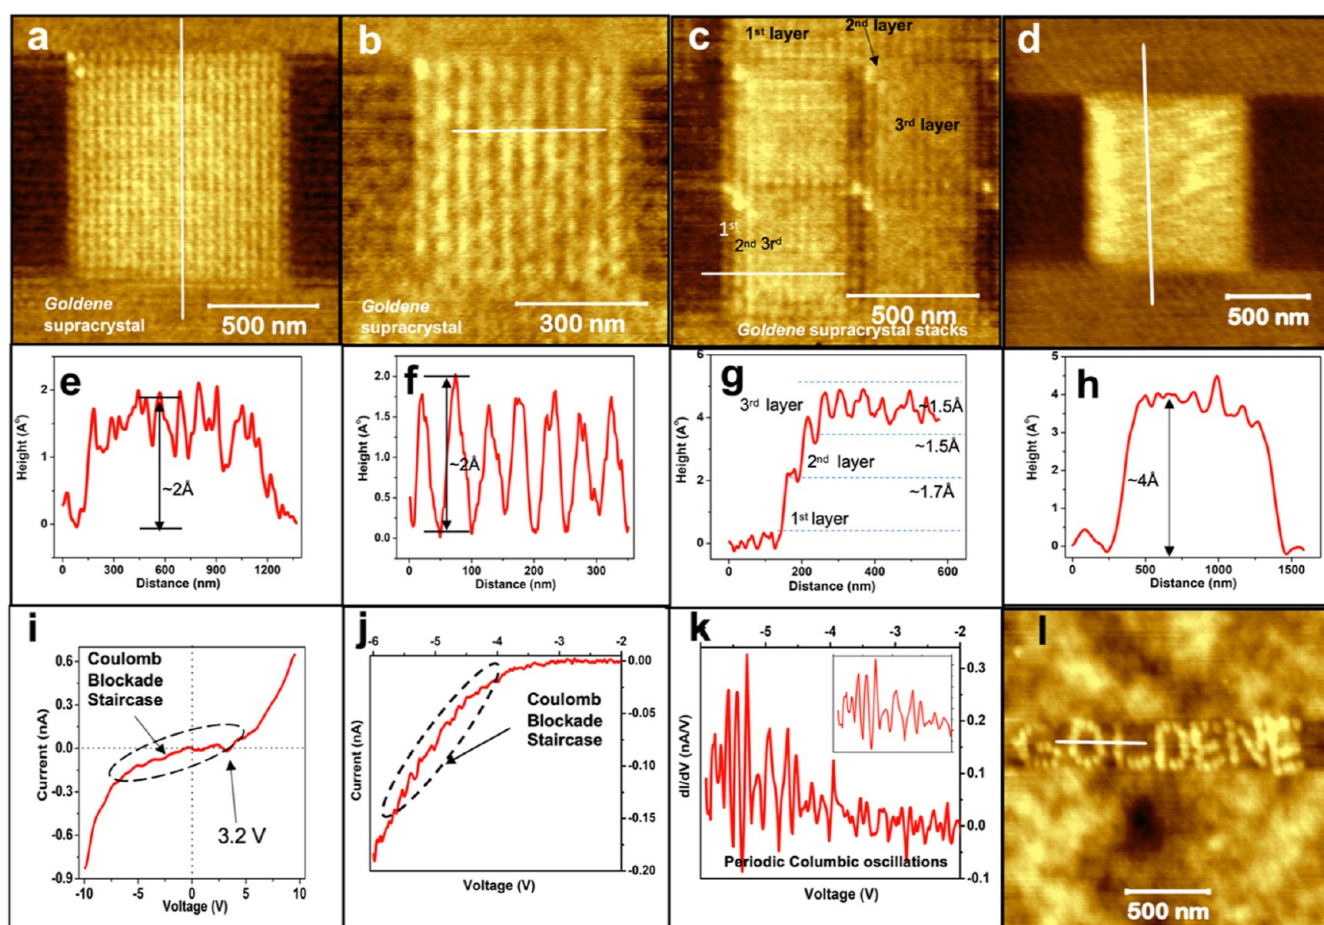 a
Goldene
supracrystal
500 nm
b
Goldene
supracrystal
300 nm
c
1st layer
2nd layer
3rd layer
1st
2nd 3rd
500 nm
Goldene supracrystal stacks
d
500 nm
e
Height (A°)
2
1
0
~2Å
0 300 600 900 1200
Distance (nm)
f
Height (A°)
2.0
1.5
1.0
0.5
0.0
~2Å
0 100 200 300
Distance (nm)
g
Height (A°)
6
4
2
0
3rd layer
~1.5Å
~1.5Å
2nd layer
~1.7Å
1st layer
0 200 400 600
Distance (nm)
h
Height (A°)
5
4
3
2
1
0
~4Å
0 500 1000 1500
Distance (nm)
i
Coulomb
Blockade
Staircase
Current (nA)
0.6
0.3
0.0
-0.3
-0.6
-0.9
3.2 V
-10 -5 0 5 10
Voltage (V)
j
-6 -5 -4 -3 -2
Current (nA)
0.00
-0.05
-0.10
-0.15
-0.20
Coulomb
Blockade
Staircase
Voltage (V)
k
-6 -5 -4 -3 -2
dI/dV (nA/V)
0.3
0.2
0.1
0.0
-0.1
Periodic Columbic oscillations
Voltage (V)
l
GOLDENE
500 nm